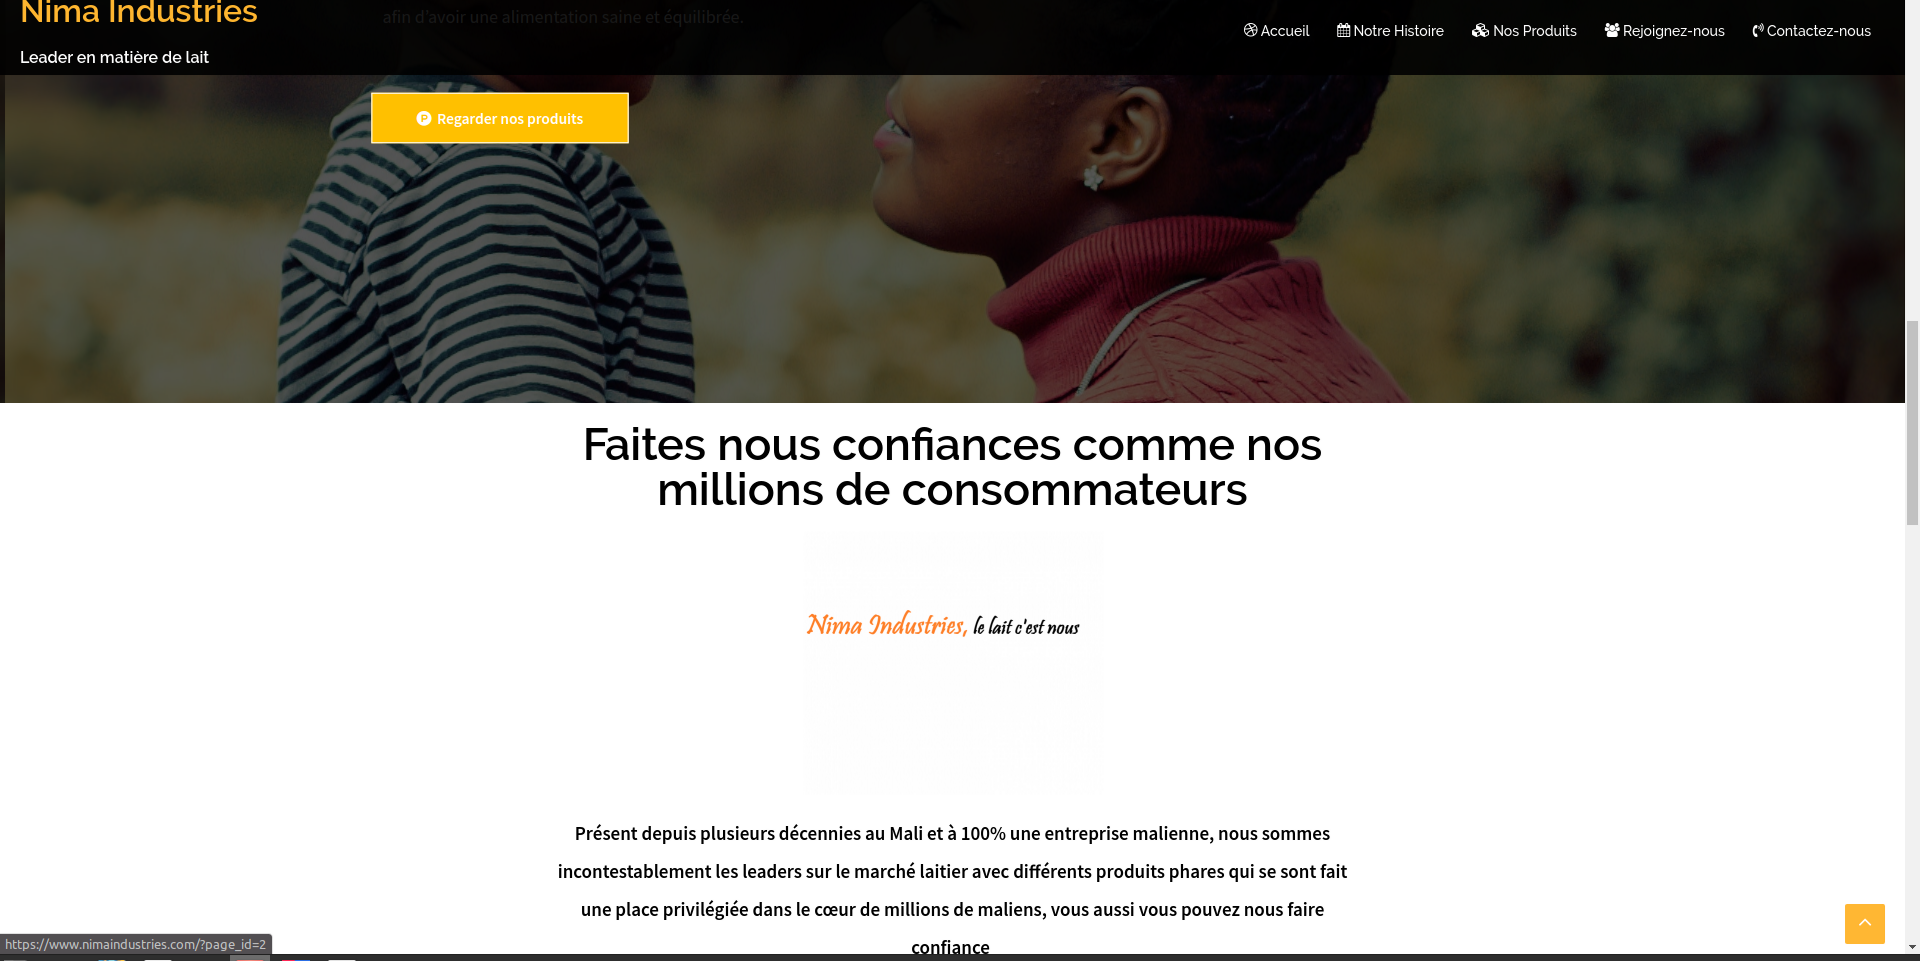 Nima Industries
Leader en matière de lait
afin d'avoir une alimentation saine et équilibrée.
Accueil
Notre Histoire
Nos Produits
Rejoignez-nous
Contactez-nous
Regarder nos produits
Faites nous confiances comme nos
millions de consommateurs
Nima Industries, le lait c'est nous
Présent depuis plusieurs décennies au Mali et à 100% une entreprise malienne, nous sommes
incontestablement les leaders sur le marché laitier avec différents produits phares qui se sont fait
une place privilégiée dans le cœur de millions de maliens, vous aussi vous pouvez nous faire
confiance
https://www.nimaindustries.com/?page_id=2